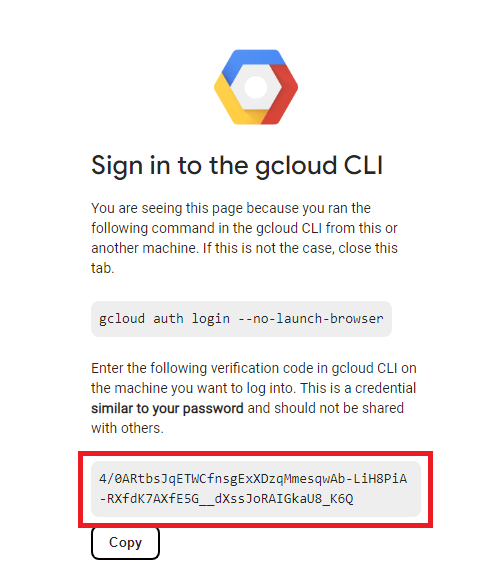 Sign in to the gcloud CLI
You are seeing this page because you ran the
following command in the gcloud CLI from this or
another machine. If this is not the case, close this
tab.
gcloud auth login --no-launch-browser
Enter the following verification code in gcloud CLI on
the machine you want to log into. This is a credential
similar to your password and should not be shared
with others.
4/0ARtbsJqETWCfnsgExXDzqMmesqwAb-LiH8PiA
-RXfdK7AXfE5G__dXssJoRAIGkaU8_K6Q
Copy